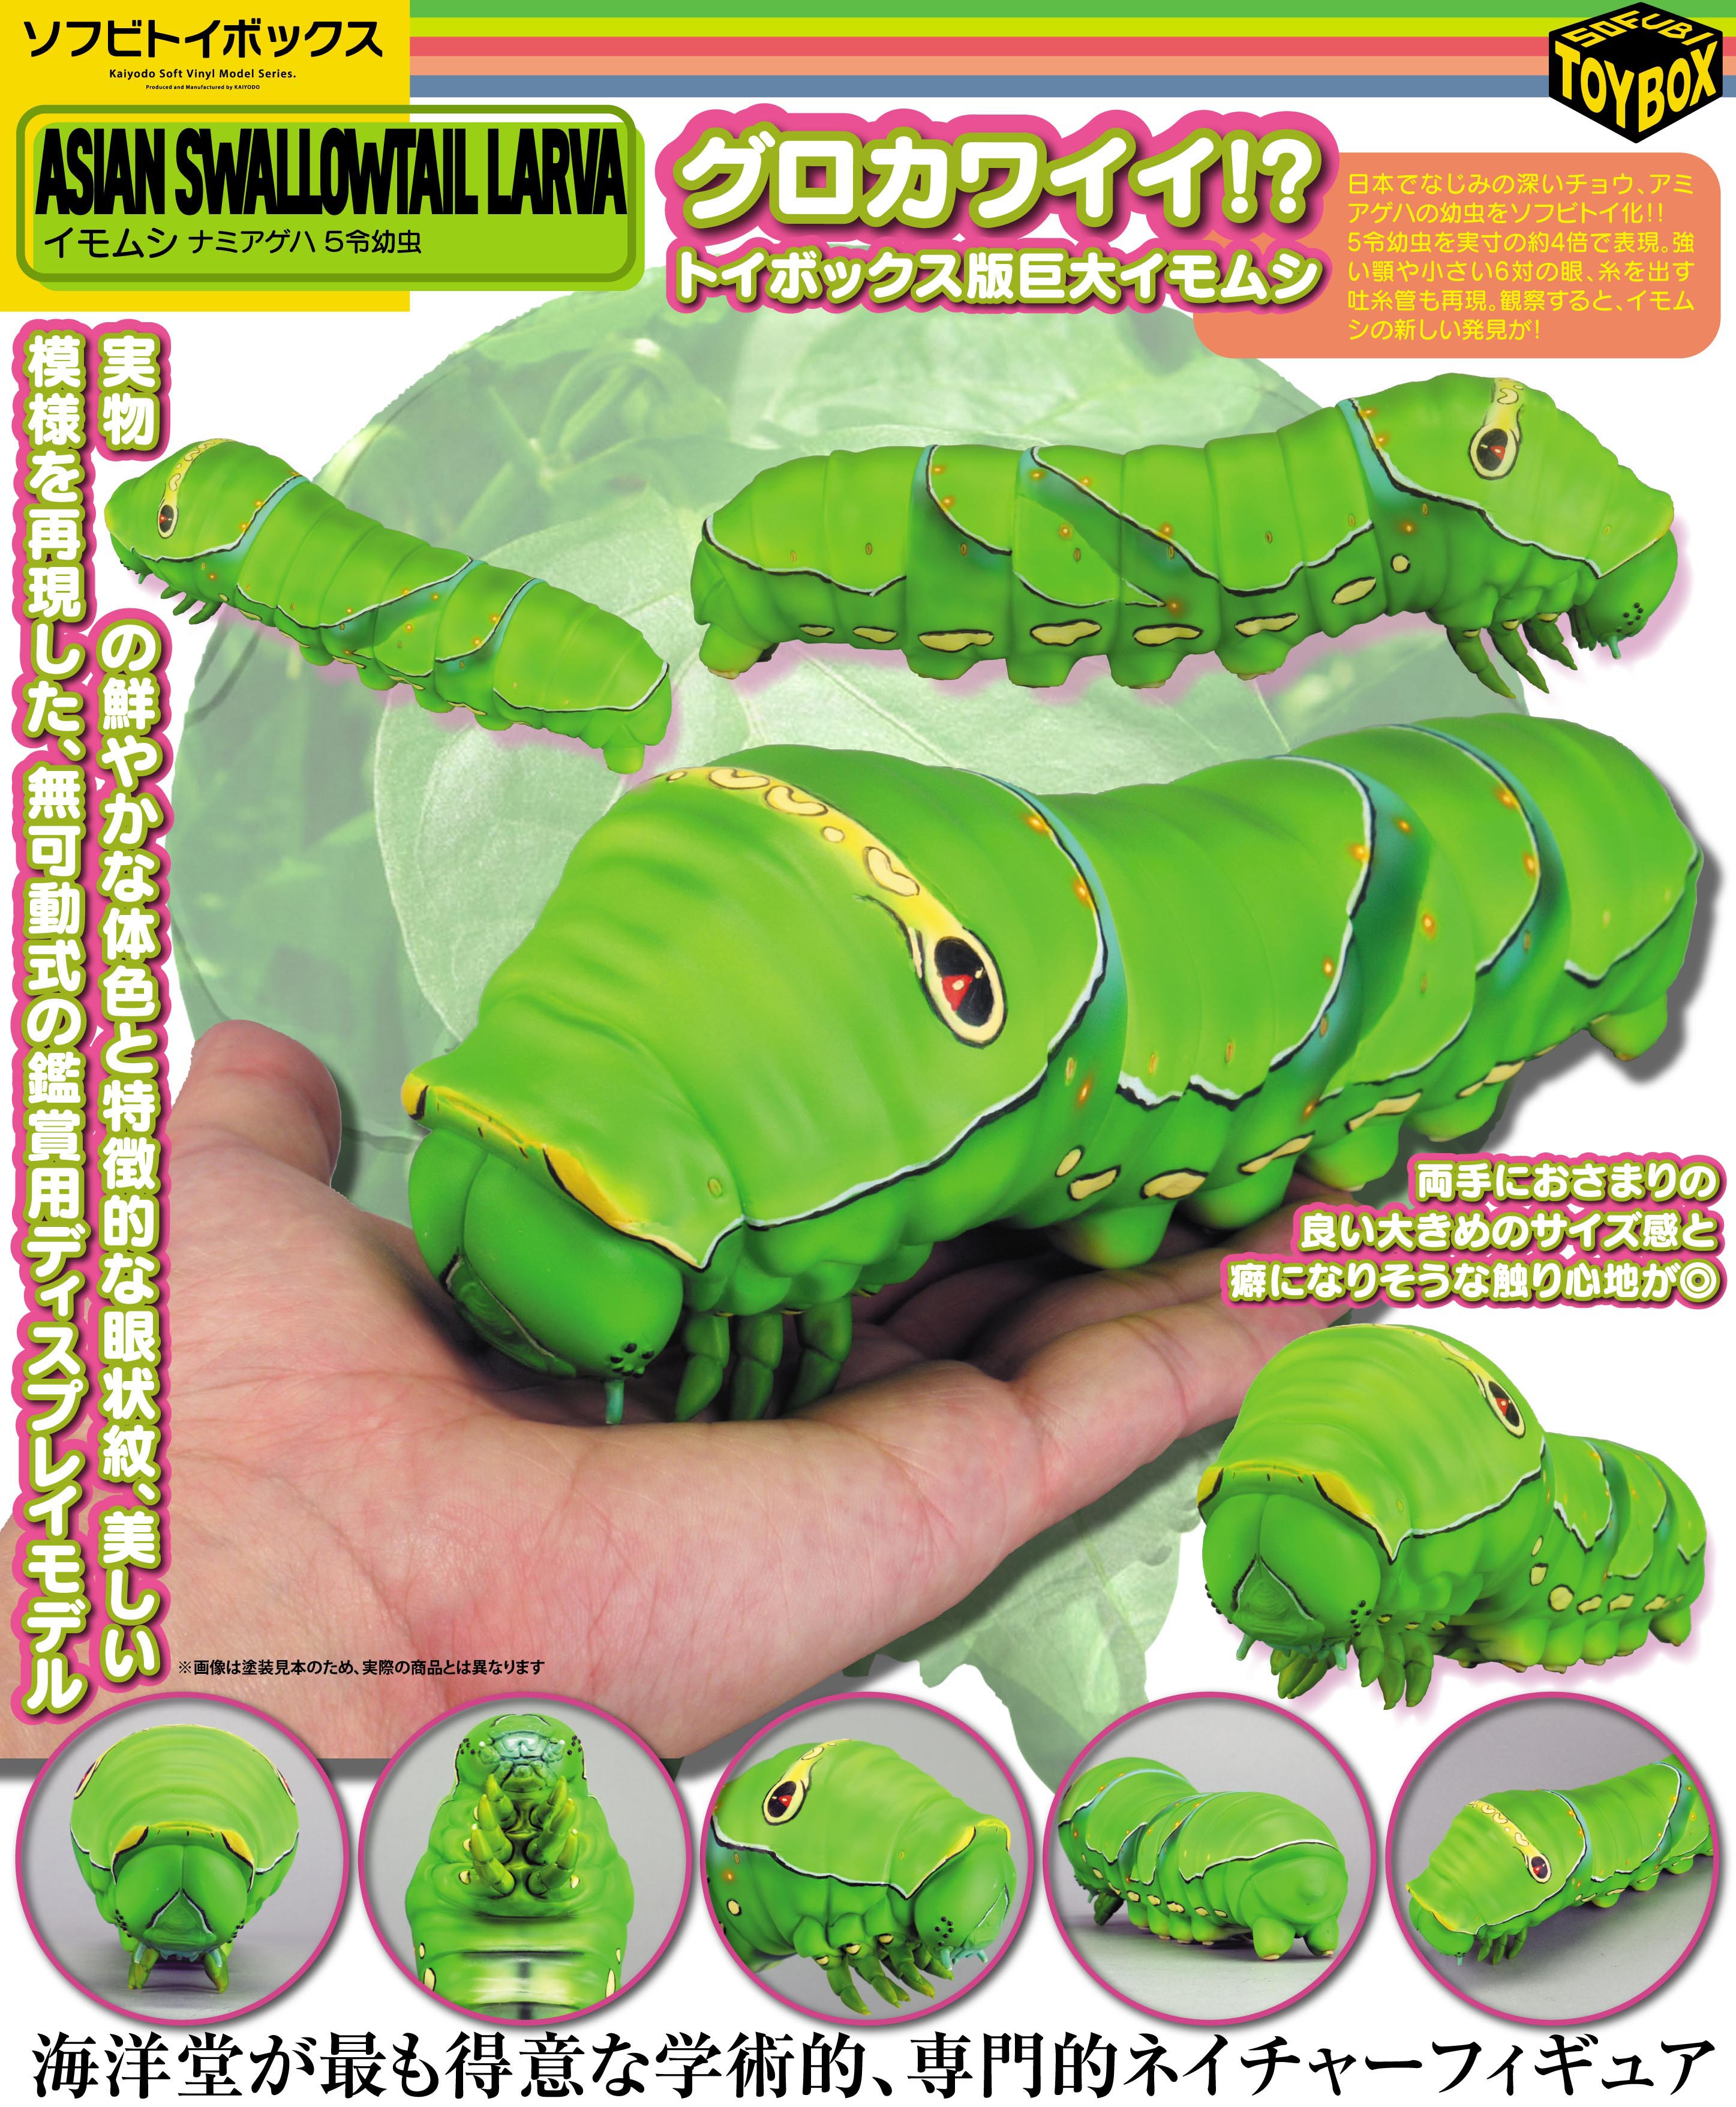 ソフビトイボックス
Kaiyodo Soft Vinyl Model Series.
Produced and Manufactured by KAIYODO
SOFUBI
TOYBOX
ASIAN SWALLOWTAIL LARVA
イモムシ ナミアゲハ 5令幼虫
グロカワイイ!?
トイボックス版巨大イモムシ
日本でなじみの深いチョウ、アミ
アゲハの幼虫をソフビトイ化!!
5令幼虫を実寸の約4倍で表現。強
い顎や小さい6対の眼、糸を出す
吐糸管も再現。観察すると、イモム
シの新しい発見が!
実物の鮮やかな体色と特徴的な眼状紋、美しい
模様を再現した、無可動式の鑑賞用ディスプレイモデル
両手におさまりの
良い大きめのサイズ感と
癖になりそうな触り心地が◎
※画像は塗装見本のため、実際の商品とは異なります
海洋堂が最も得意な学術的、専門的ネイチャーフィギュア